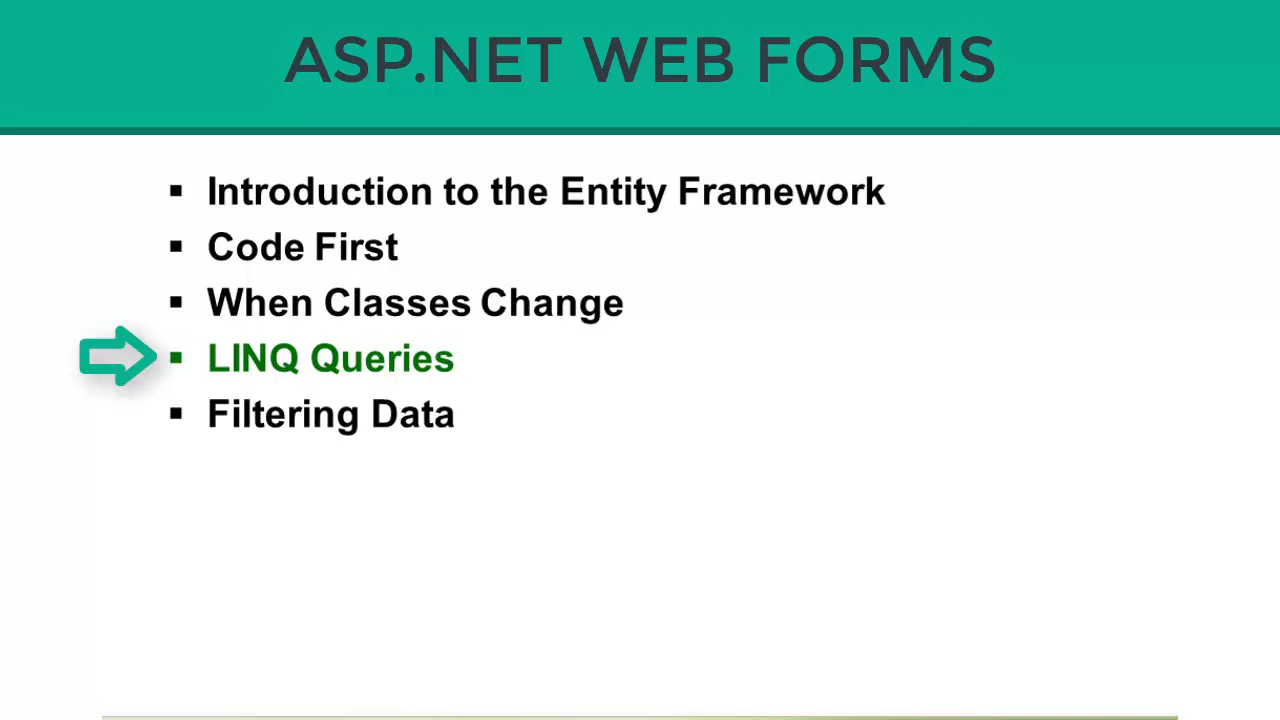 ASP.NET WEB FORMS
▪ Introduction to the Entity Framework
▪ Code First
▪ When Classes Change
▪ LINQ Queries
▪ Filtering Data